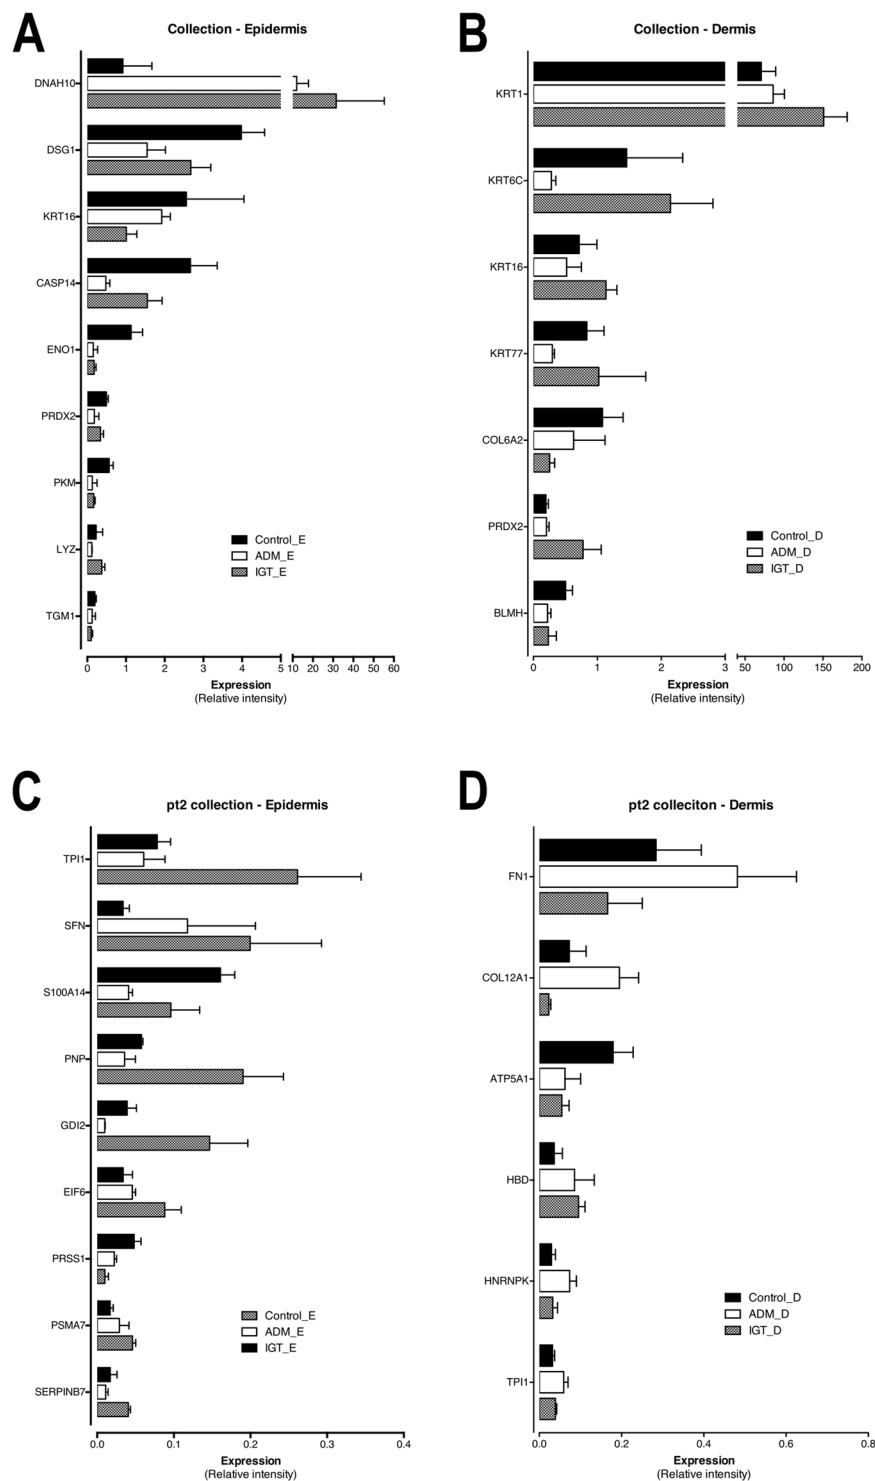 A
Collection - Epidermis
DNAH10
DSG1
KRT16
CASP14
ENO1
PRDX2
PKM
LYZ
TGM1
Control_E
ADM_E
IGT_E
0 1 2 3 4 5 10 20 30 40 50 60
Expression
(Relative intensity)
B
Collection - Dermis
KRT1
KRT6C
KRT16
KRT77
COL6A2
PRDX2
BLMH
Control_D
ADM_D
IGT_D
0 1 2 3 50 100 150 200
Expression
(Relative intensity)
C
pt2 collection - Epidermis
TPI1
SFN
S100A14
PNP
GDI2
EIF6
PRSS1
PSMA7
SERPINB7
Control_E
ADM_E
IGT_E
0.0 0.1 0.2 0.3 0.4
Expression
(Relative intensity)
D
pt2 colleciton - Dermis
FN1
COL12A1
ATP5A1
HBD
HNRNPK
TPI1
Control_D
ADM_D
IGT_D
0.0 0.2 0.4 0.6 0.8
Expression
(Relative intensity)